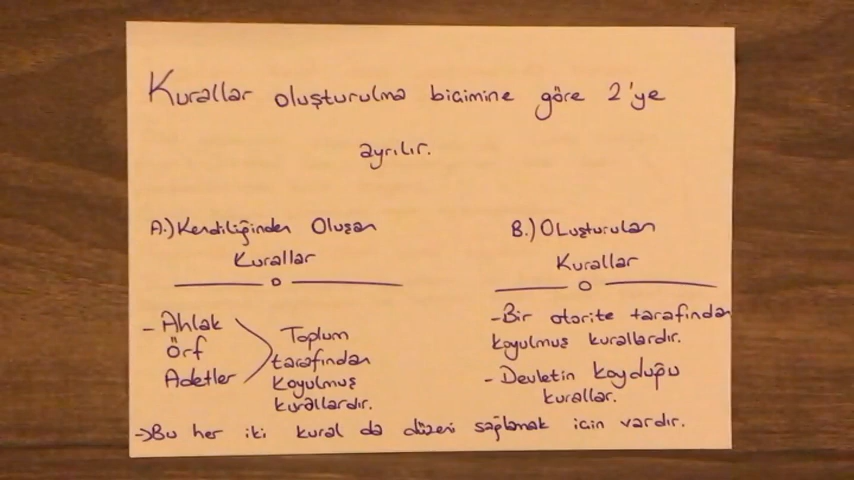 Kurallar oluşturulma biçimine göre 2'ye
ayrılır.
A.) Kendiliğinden Oluşan
Kurallar
- Ahlak
Örf
Adetler
Toplum
tarafından
koyulmuş
kurallardır.
B.) Oluşturulan
Kurallar
- Bir otorite tarafından
koyulmuş kurallardır.
- Devletin koyduğu
kurallar.
→ Bu her iki kural da düzeni sağlamak için vardır.